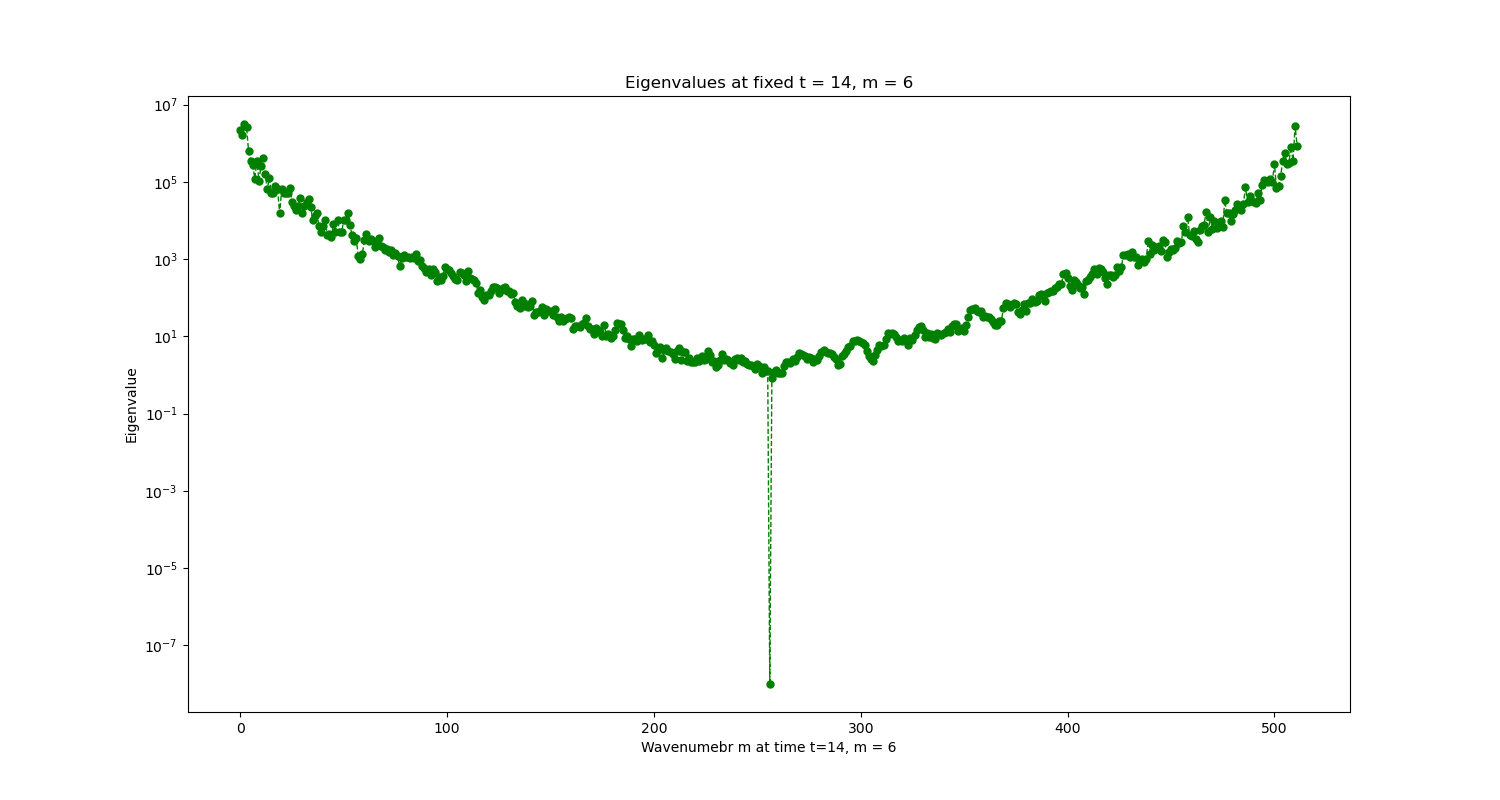 Eigenvalues at fixed t = 14, m = 6
10^7
10^5
10^3
10^1
10^−1
10^−3
10^−5
10^−7
Eigenvalue
0 100 200 300 400 500
Wavenumebr m at time t=14, m = 6